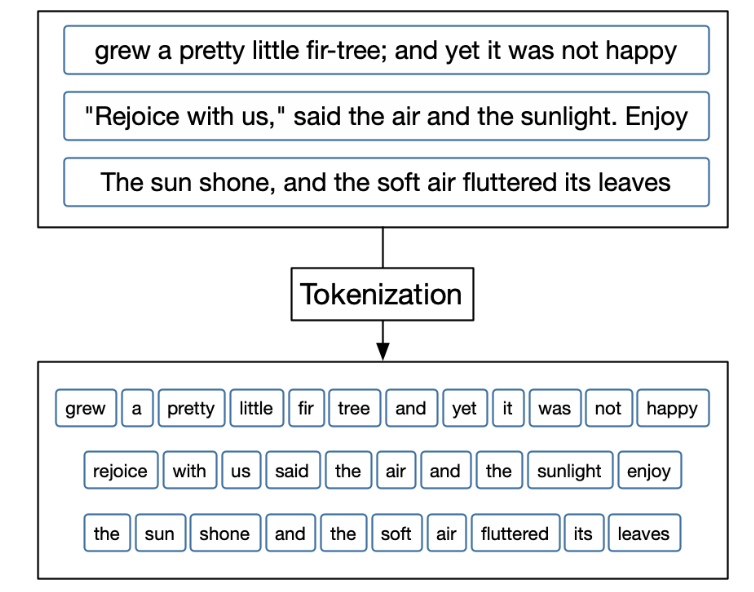 grew a pretty little fir-tree; and yet it was not happy
"Rejoice with us," said the air and the sunlight. Enjoy
The sun shone, and the soft air fluttered its leaves
Tokenization
grew a pretty little fir tree and yet it was not happy
rejoice with us said the air and the sunlight enjoy
the sun shone and the soft air fluttered its leaves